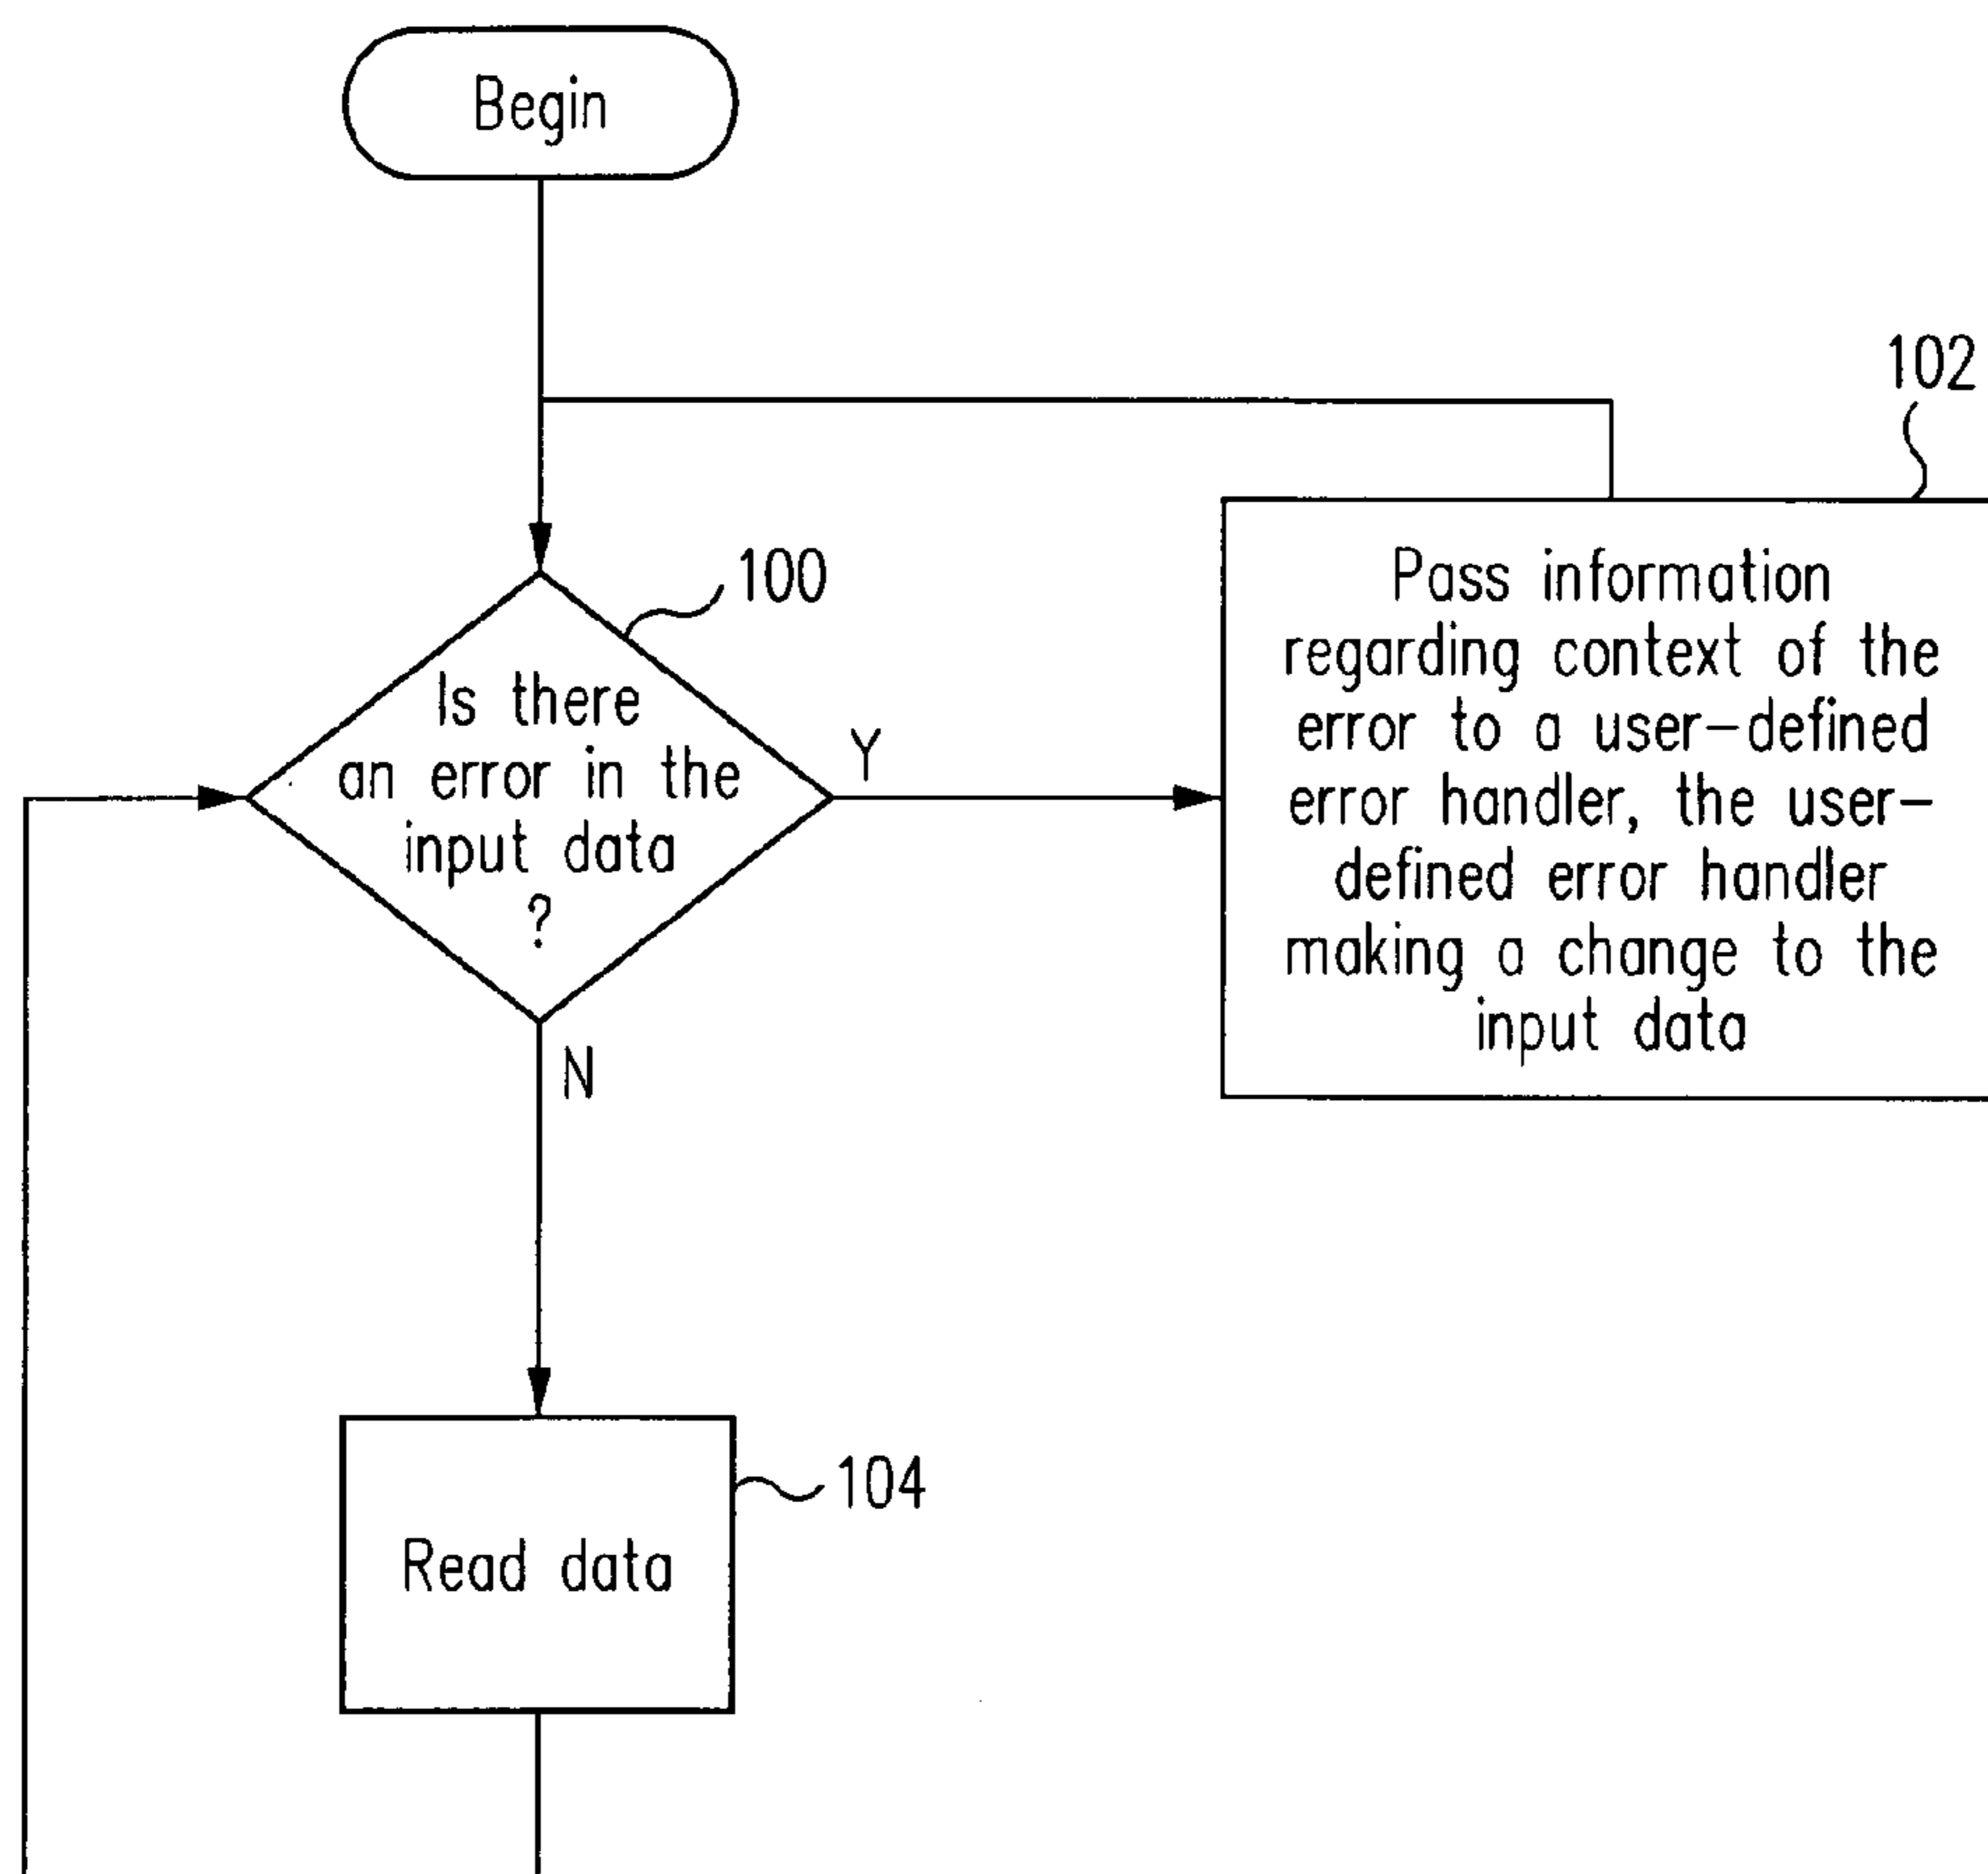 Begin
102
100
Is there
an error in the
input data
?
Y
N
Pass information
regarding context of the
error to a user-defined
error handler, the user-
defined error handler
making a change to the
input data
104
Read data